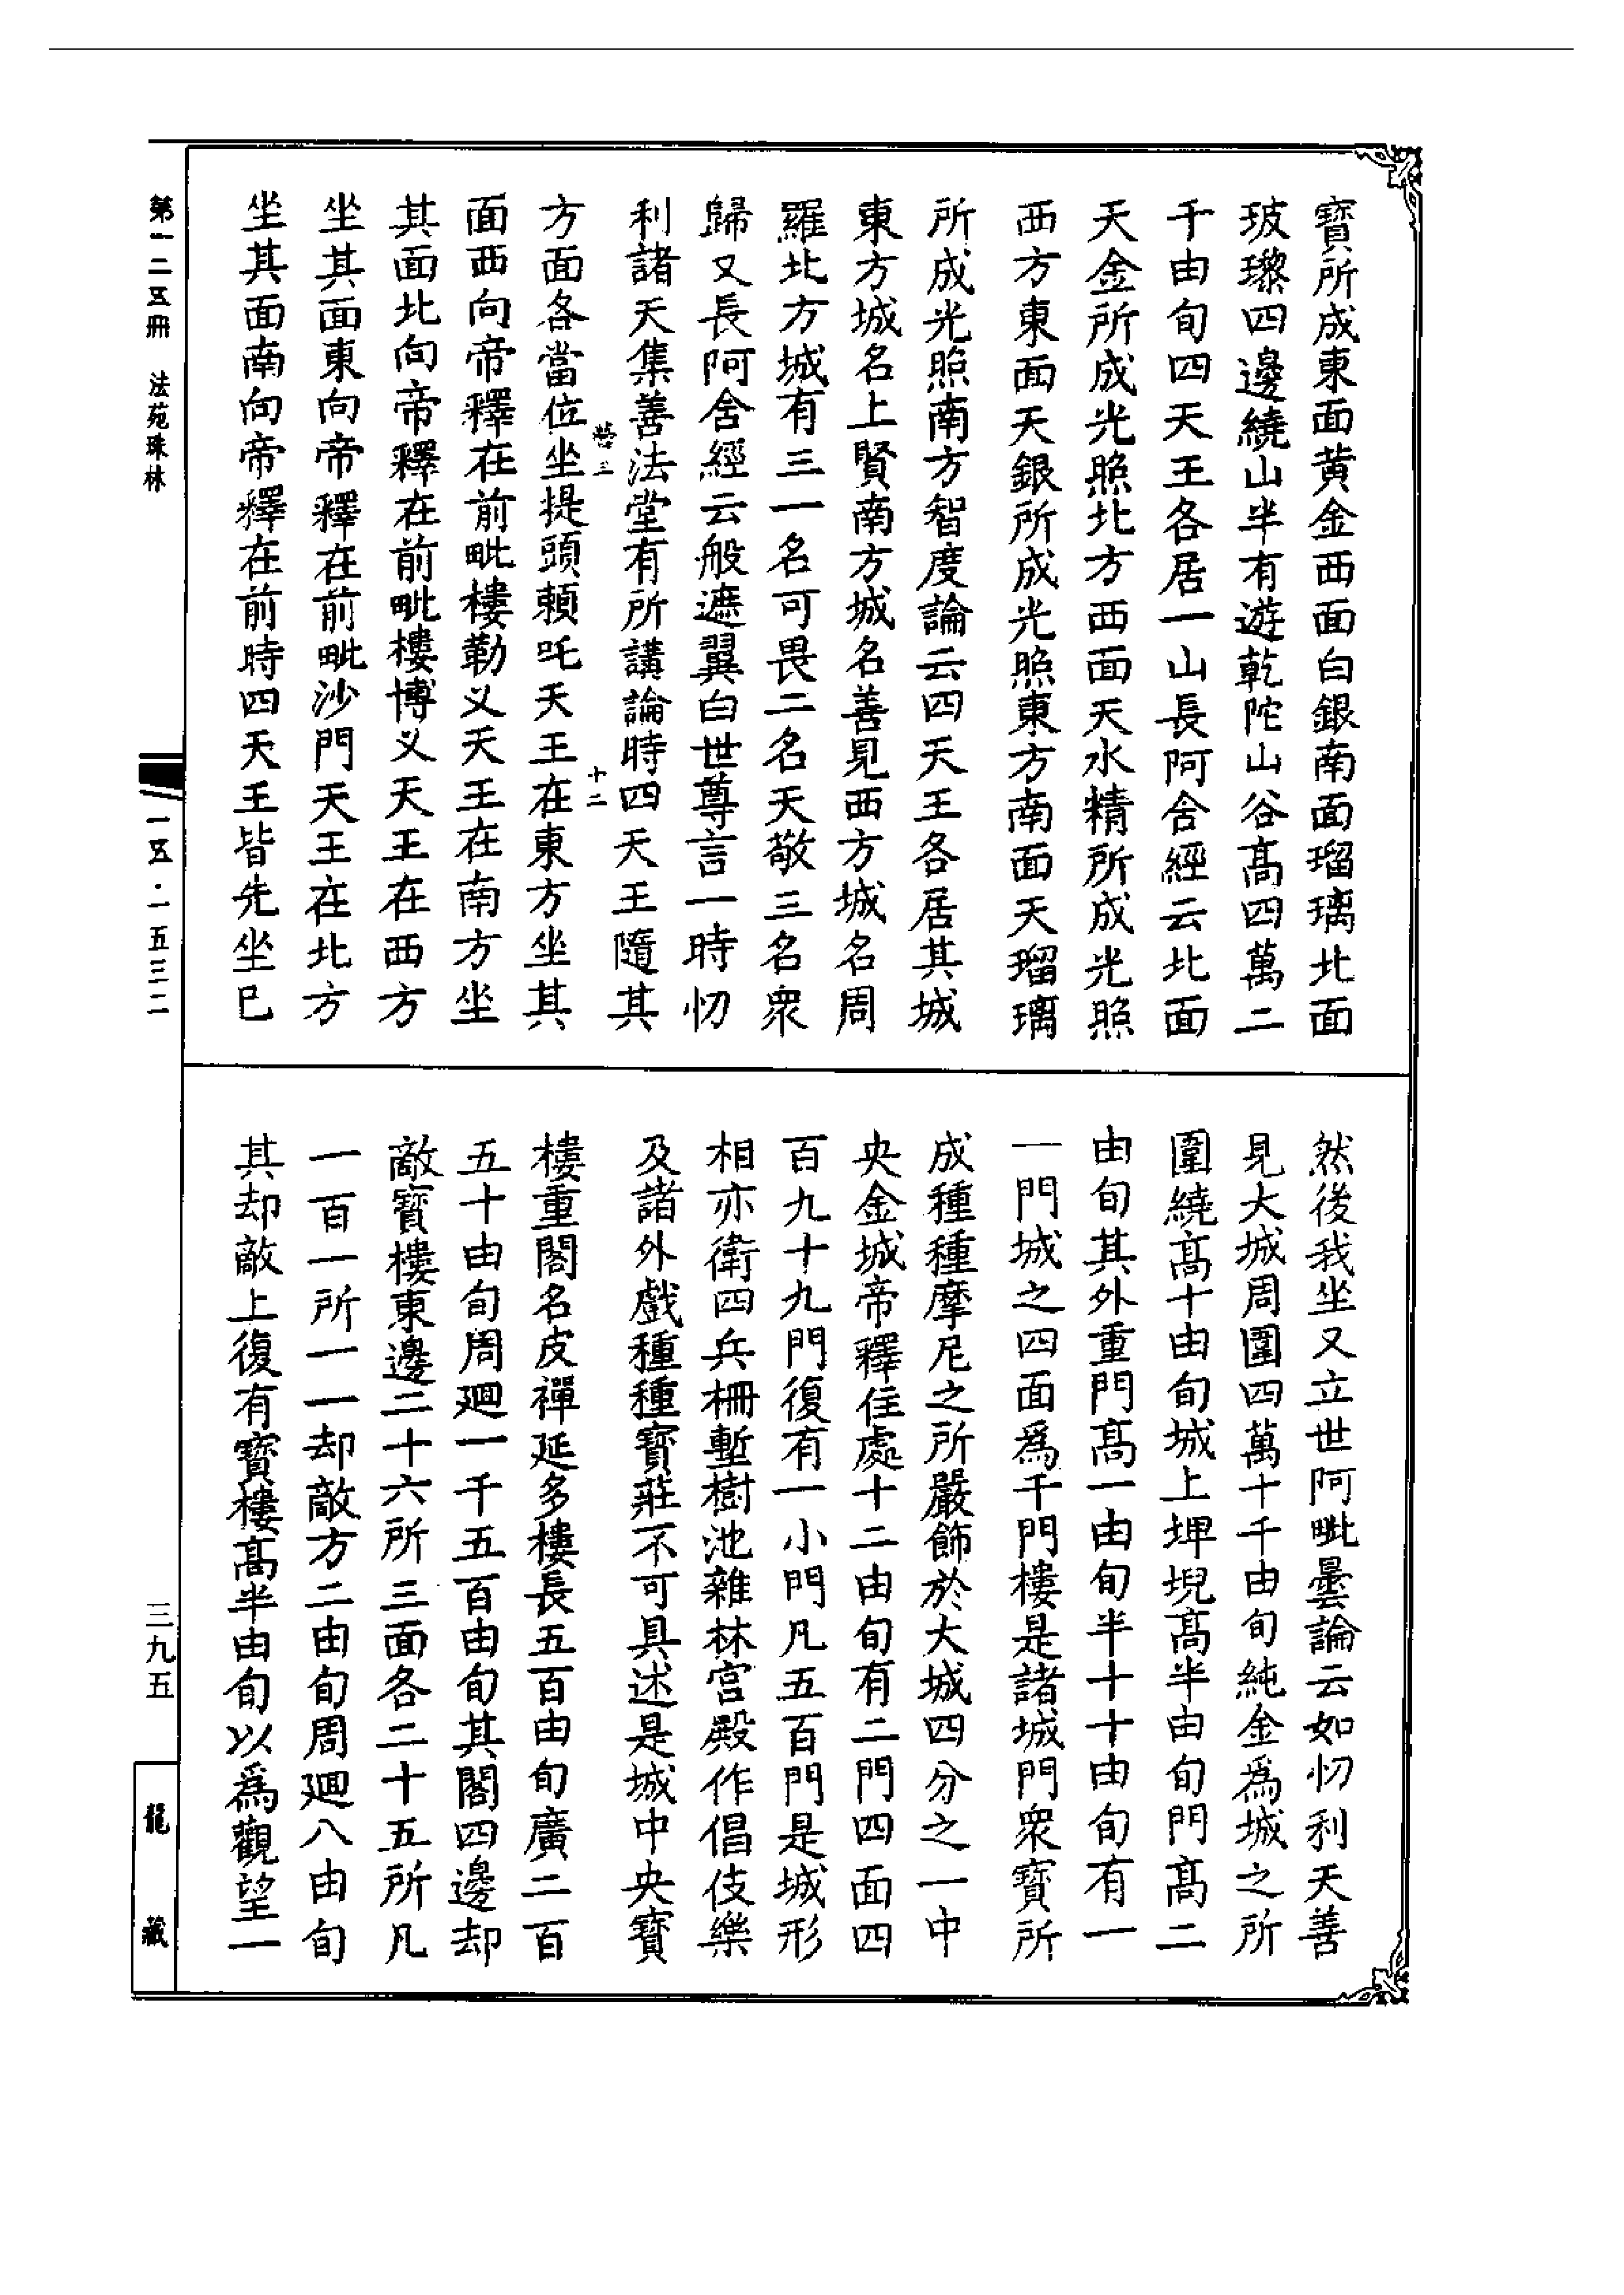 寶所成東面黄金西面白銀南面瑠璃北面
玻瓈四邊繞山半有遊乾陀山谷高四萬二
千由旬四天王各居一山長阿含經云北面
天金所成光照北方西面天水精所成光照
西方東面天銀所成光照東方南面天瑠璃
所成光照南方智度論云四天王各居其城
東方城名上賢南方城名善見西方城名周
羅北方城有三一名可畏二名天敬三名衆
歸又長阿含經云般遮翼白世尊言一時忉
利諸天集善法堂有所講論時四天王隨其
十二
方面各當位坐提頭頼吒天王在東方坐其
面西向帝釋在前毗樓勒义天王在南方坐
其面北向帝釋在前毗樓博义天王在西方
坐其面東向帝釋在前毗沙門天王在北方
坐其面南向帝釋在前時四天王皆先坐已
然後我坐又立世阿毗曇論云如忉利天善
見大城周圍四萬十千由旬純金爲城之所
圍繞高十由旬城上埤堄高半由旬門高二
由旬其外重門高一由旬半十十由旬有一
一門城之四面爲千門樓是諸城門衆寶所
成種種摩尼之所嚴飾於大城四分之一中
央金城帝釋住處十二由旬有二門四面四
百九十九門復有一小門凡五百門是城形
相亦衛四兵柵塹樹池雜林宫殿作倡伎樂
及諸外戲種種寶莊不可具述是城中央寶
樓重閣名皮禪延多樓長五百由旬廣二百
五十由旬周廻一千五百由旬其閣四邊却
敵寶樓東邊二十六所三面各二十五所凡
一百一所一一却敵方二由旬周廻八由旬
其却敵上復有寶樓高半由旬以爲觀望一
第一二五冊　法苑珠林
一五·一五三二
三九五
龍藏